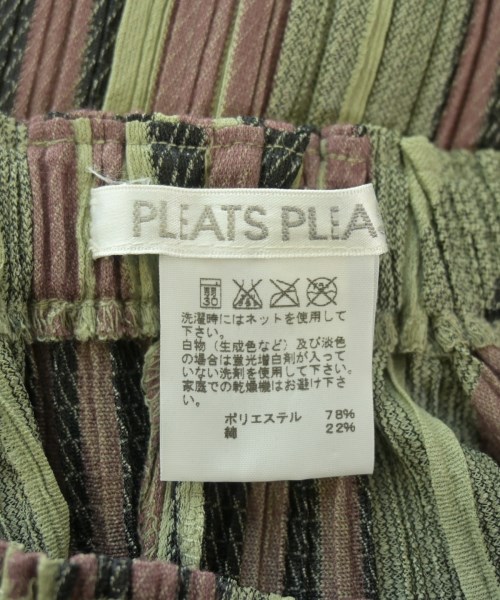 PLEATS PLEA
弱
30
洗濯時にはネットを使用して
下さい。
白物（生成色など）及び淡色
の場合は蛍光増白剤が入って
いない洗剤を使用して下さい。
家庭での乾燥機はお避け下さ
い。
ポリエステル 78%
綿 22%